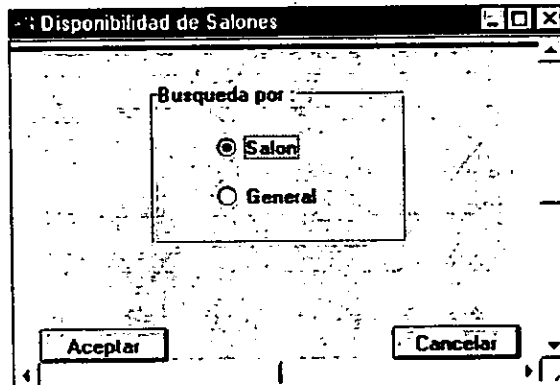 Disponibilidad de Salones
Busqueda por :
Salon
General
Aceptar Cancelar